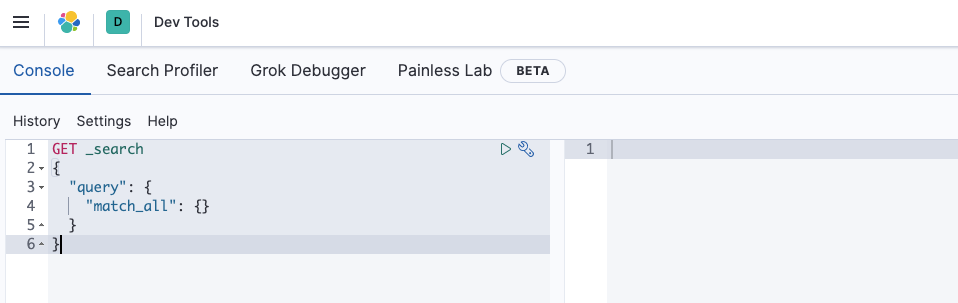 D Dev Tools
Console Search Profiler Grok Debugger Painless Lab BETA
History Settings Help
1 GET _search 1
2 {
3 "query": {
4 "match_all": {}
5 }
6 }